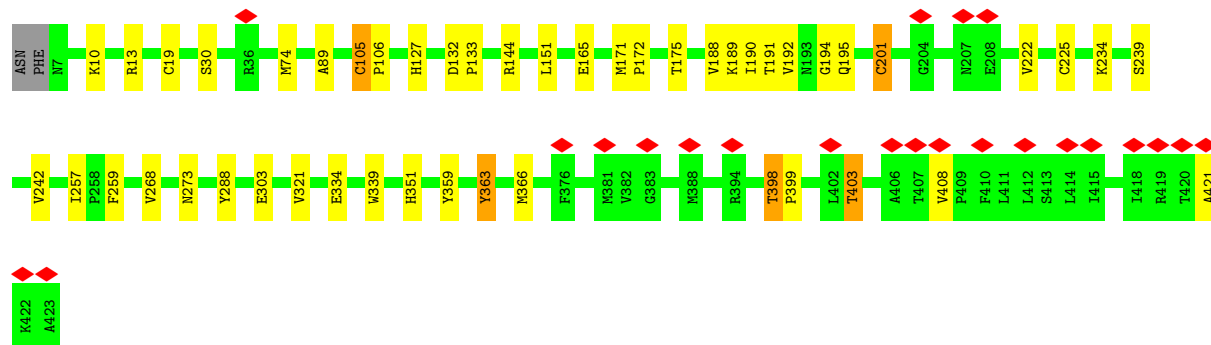 ASN PHE N7 K10 R13 C19 S30 R36 M74 A89 C105 P106 H127 D132 P133 R144 L151 E165 M171 P172 T175 V188 K189 I190 T191 V192 N193 G194 Q195 C201 G204 N207 E208 V222 C225 K234 S239
V242 I257 P258 F259 V268 N273 Y288 E303 V321 E334 W339 H351 Y359 Y363 M366 F376 M381 V382 G383 M388 R394 T398 P399 L402 T403 A406 T407 V408 P409 F410 L411 L412 S413 L414 I415 I418 R419 T420 A421
K422 A423